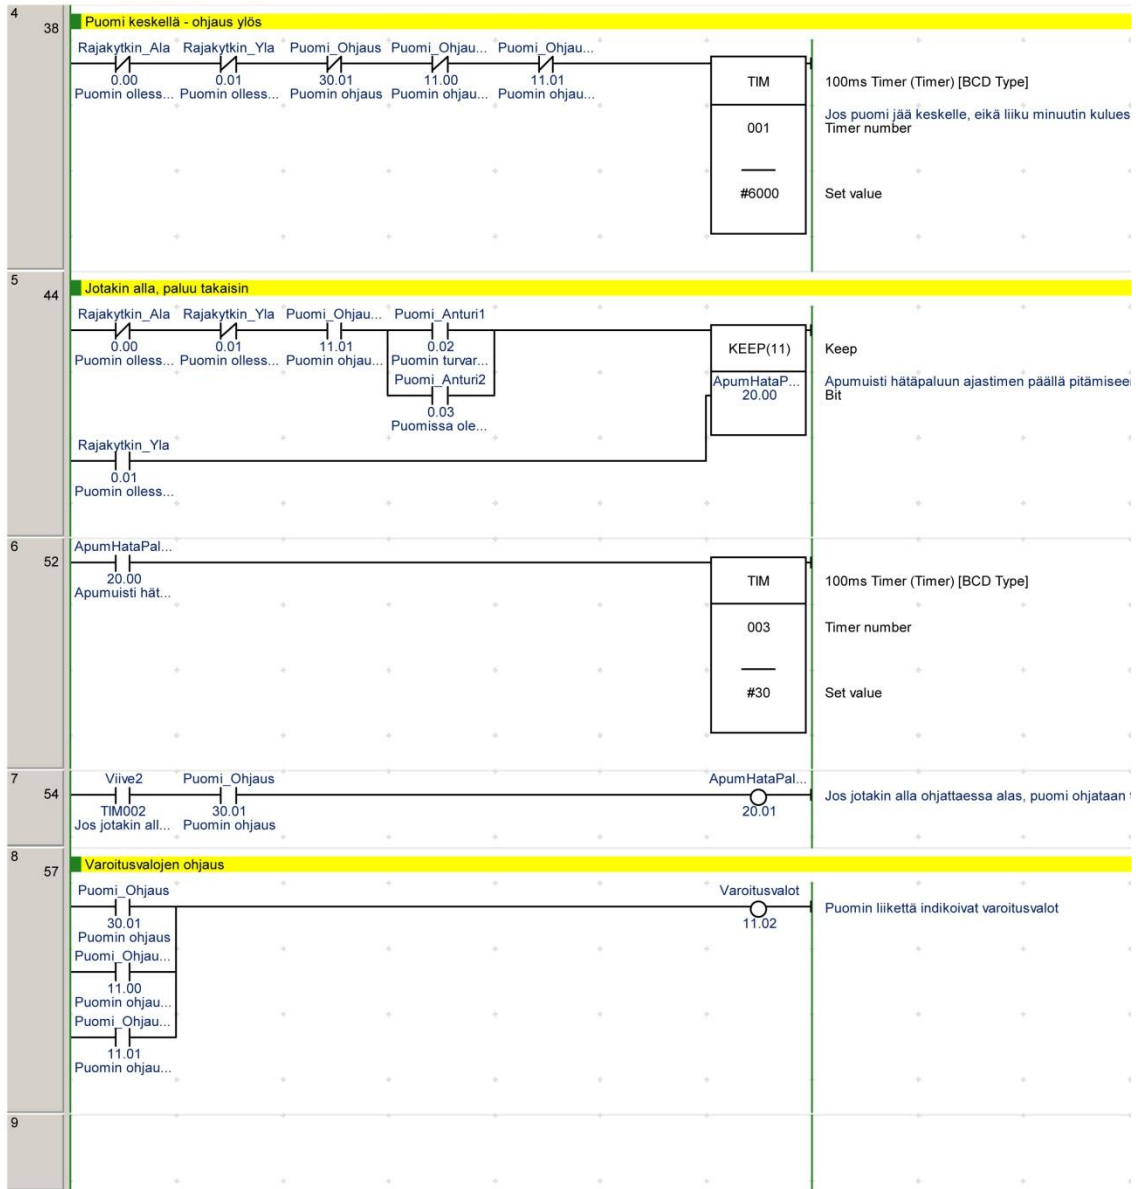 4
38
Puomi keskellä - ohjaus ylös
Rajakytkin_Ala Rajakytkin_Yla Puomi_Ohjaus Puomi_Ohjau... Puomi_Ohjau...
0.00 0.01 30.01 11.00 11.01
Puomin olless... Puomin olless... Puomin ohjaus Puomin ohjau... Puomin ohjau...
TIM
100ms Timer (Timer) [BCD Type]
Jos puomi jää keskelle, eikä liiku minuutin kulues
001
Timer number
#6000
Set value
5
44
Jotakin alla, paluu takaisin
Rajakytkin_Ala Rajakytkin_Yla Puomi_Ohjau... Puomi_Anturi1
0.00 0.01 11.01 0.02
Puomin olless... Puomin olless... Puomin ohjau... Puomin turvar...
Puomi_Anturi2
0.03
Puomissa ole...
KEEP(11)
Keep
ApumHataP...
20.00
Apumuisti hätäpaluun ajastimen päällä pitämisee
Bit
Rajakytkin_Yla
0.01
Puomin olless...
6
52
ApumHataPal...
20.00
Apumuisti hät...
TIM
100ms Timer (Timer) [BCD Type]
003
Timer number
#30
Set value
7
54
Viive2 Puomi_Ohjaus ApumHataPal...
TIM002 30.01 20.01
Jos jotakin all... Puomin ohjaus
Jos jotakin alla ohjattaessa alas, puomi ohjataan
8
57
Varoitusvalojen ohjaus
Puomi_Ohjaus Varoitusvalot
30.01 11.02
Puomin ohjaus
Puomin liikettä indikoivat varoitusvalot
Puomi_Ohjau...
11.00
Puomin ohjau...
Puomi_Ohjau...
11.01
Puomin ohjau...
9